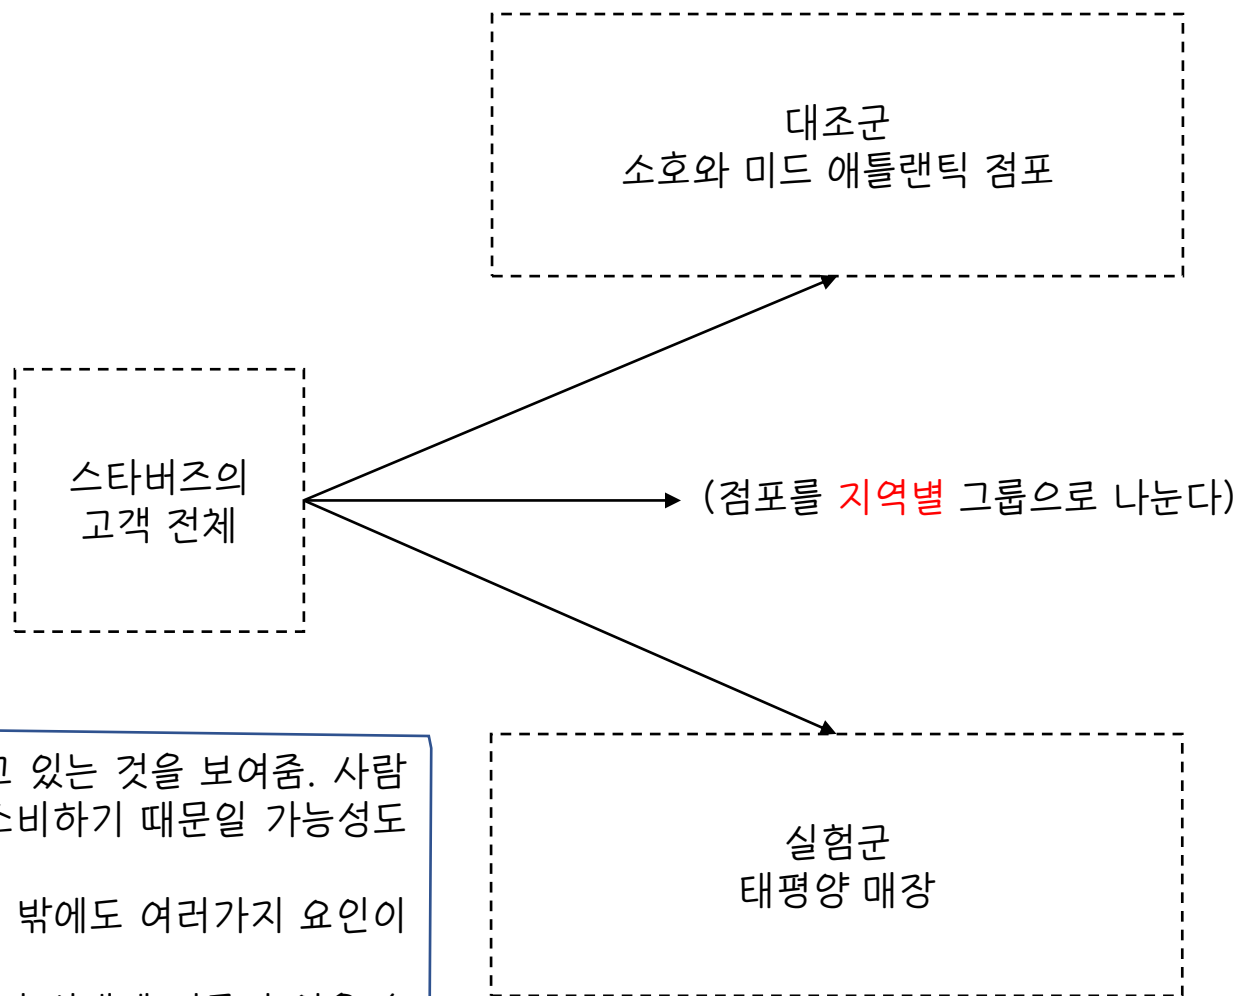 대조군
소호와 미드 애틀랜틱 점포
스타버즈의
고객 전체
(점포를 지역별 그룹으로 나눈다)
있는 것을 보여줌. 사람
소비하기 때문일 가능성도
밖에도 여러가지 요인이
실험군
태평양 매장